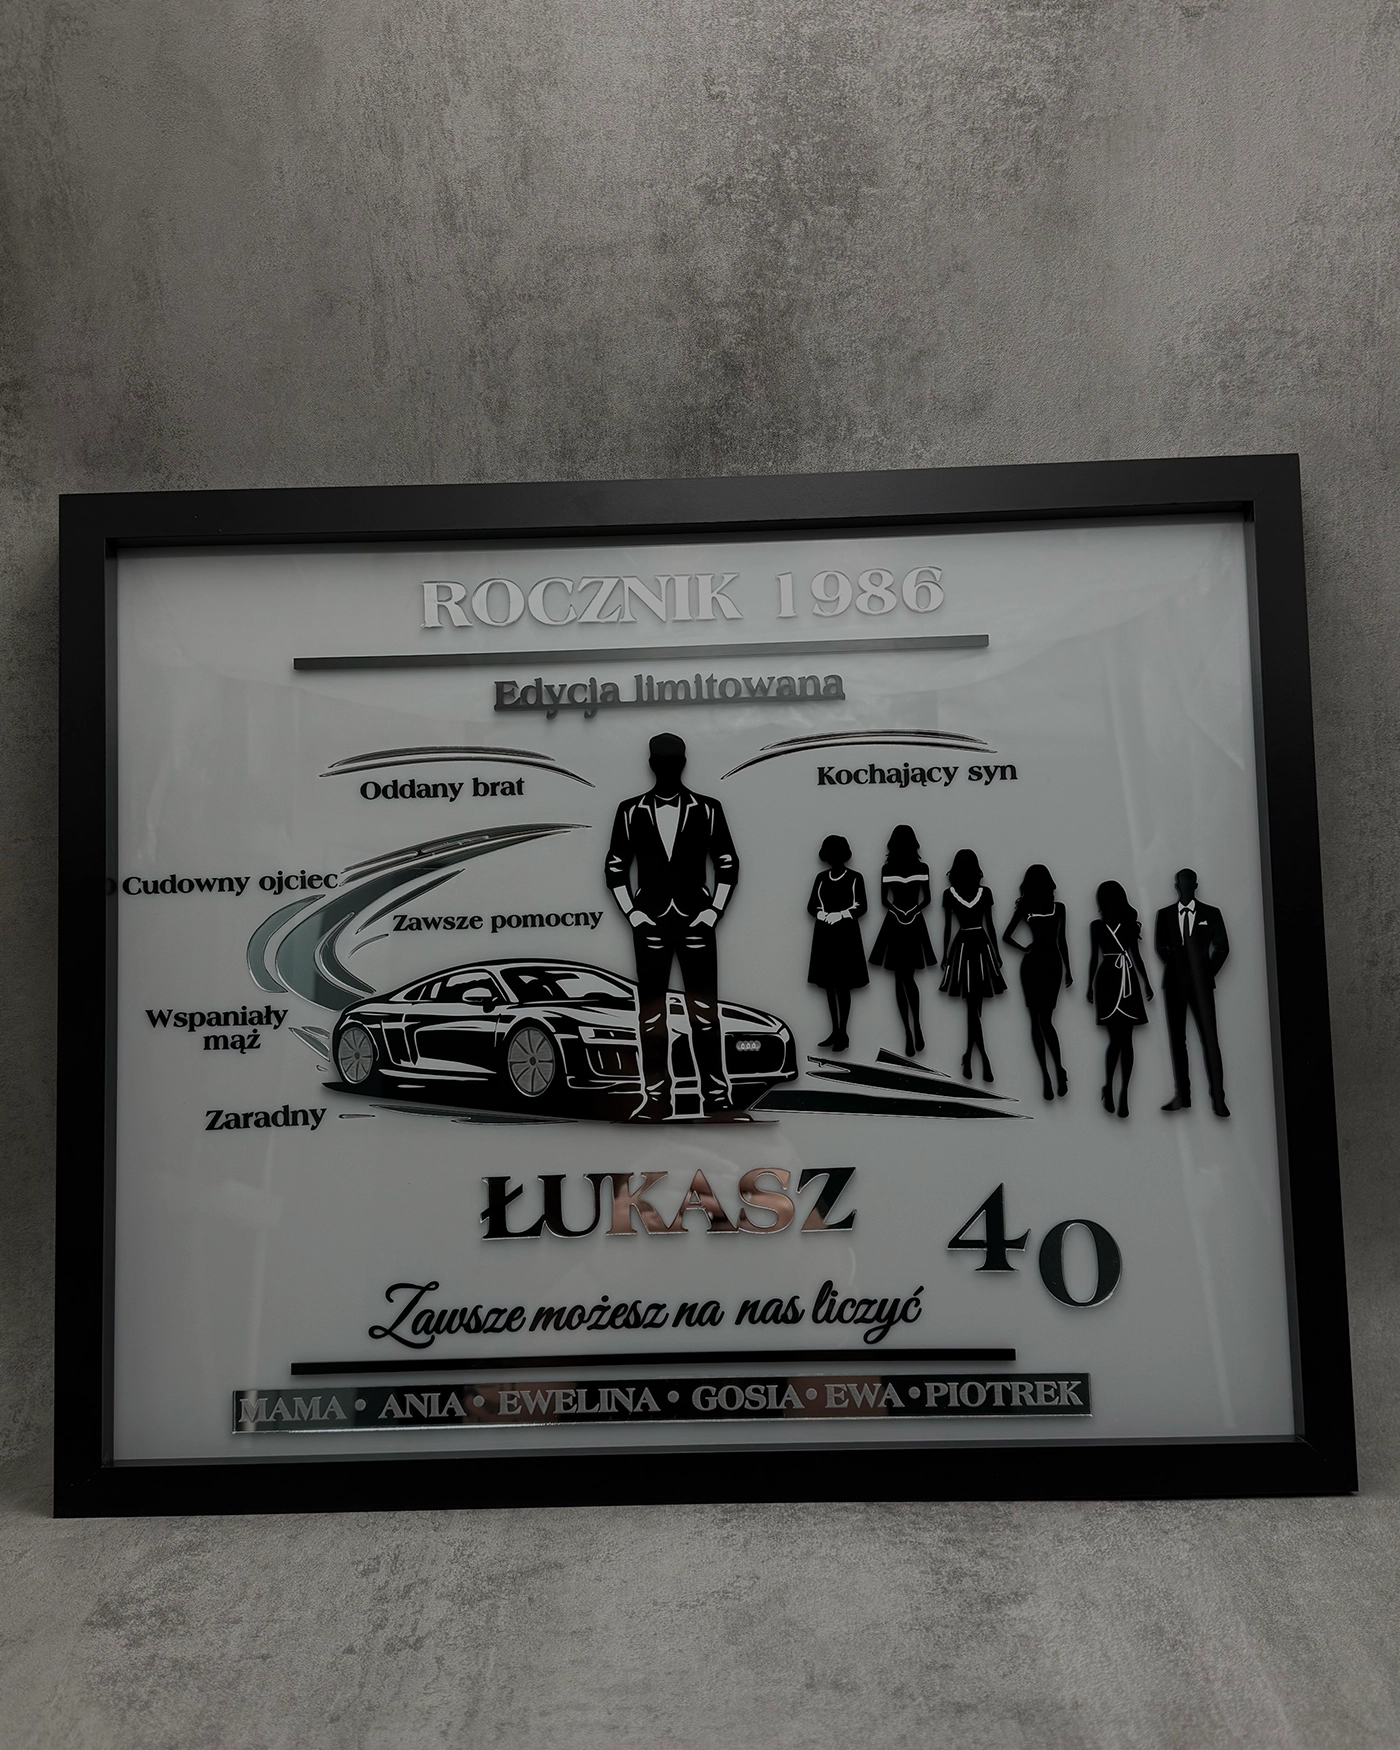 ROCZNIK 1986
Edycja limitowana
Oddany brat
Kochający syn
Cudowny ojciec
Zawsze pomocny
Wspaniały
mąż
Zaradny
ŁUKASZ
40
Zawsze możesz na nas liczyć
MAMA • ANIA • EWELINA • GOSIA • EWA • PIOTREK